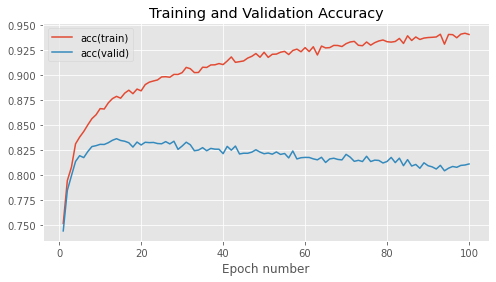 Training and Validation Accuracy
acc(train)
acc(valid)
0.950
0.925
0.900
0.875
0.850
0.825
0.800
0.775
0.750
0 20 40 60 80 100
Epoch number